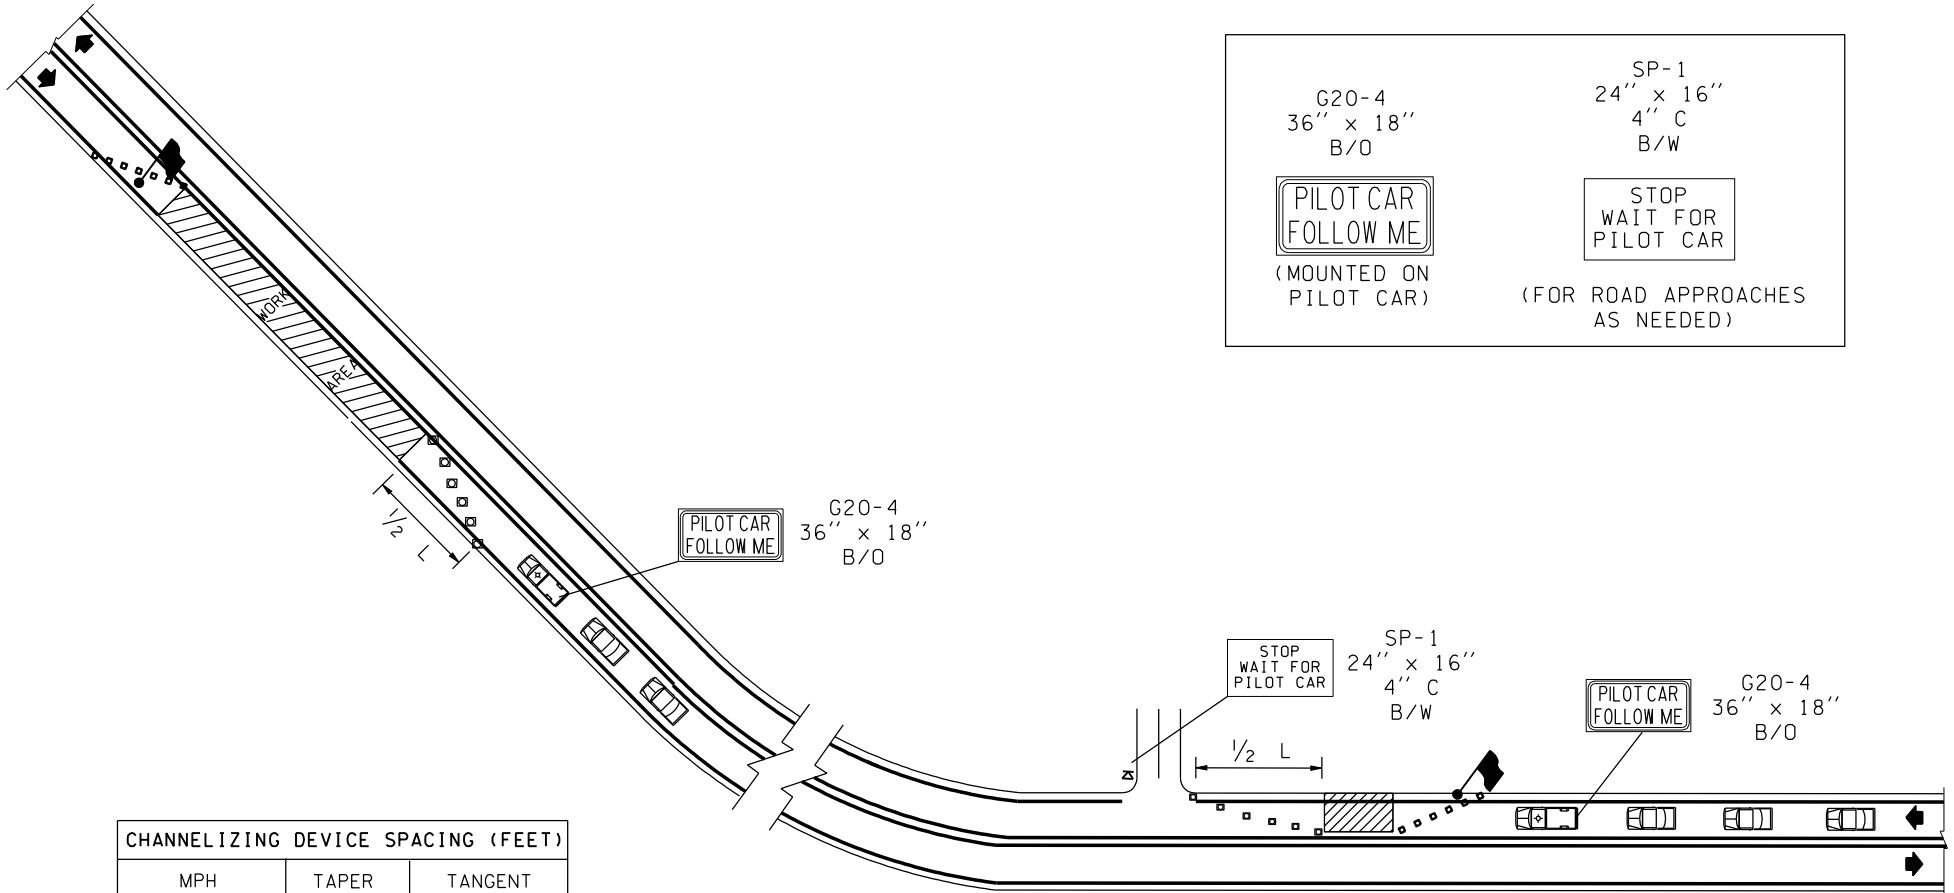 G20-4
36″ x 18″
B/O
PILOT CAR
FOLLOW ME
(MOUNTED ON
PILOT CAR)
SP-1
24″ x 16″
4″ C
B/W
STOP
WAIT FOR
PILOT CAR
(FOR ROAD APPROACHES
AS NEEDED)
WORK
AREA
1/2 L
PILOT CAR
FOLLOW ME
G20-4
36″ x 18″
B/O
STOP
WAIT FOR
PILOT CAR
SP-1
24″ x 16″
4″ C
B/W
1/2 L
PILOT CAR
FOLLOW ME
G20-4
36″ x 18″
B/O
CHANNELIZING DEVICE SPACING (FEET)
MPH TAPER TANGENT